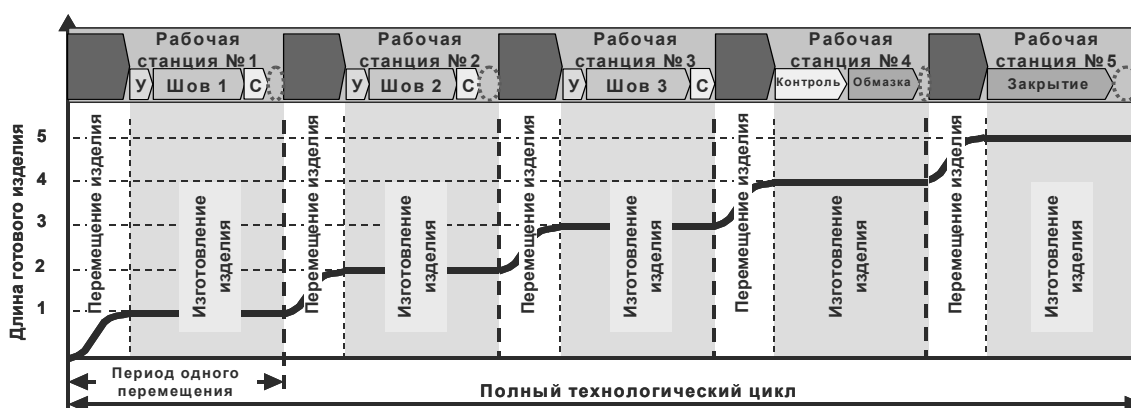 Рабочая
станция №1
Рабочая
станция №2
Рабочая
станция №3
Рабочая
станция №4
Рабочая
станция №5
У
Шов 1
С
У
Шов 2
С
У
Шов 3
С
Контроль
Обмазка
Закрытие
Длина готового изделия
5
4
3
2
1
Перемещение изделия
Изготовление
изделия
Перемещение изделия
Изготовление
изделия
Перемещение изделия
Изготовление
изделия
Перемещение изделия
Изготовление
изделия
Перемещение изделия
Изготовление
изделия
Период одного
перемещения
Полный технологический цикл